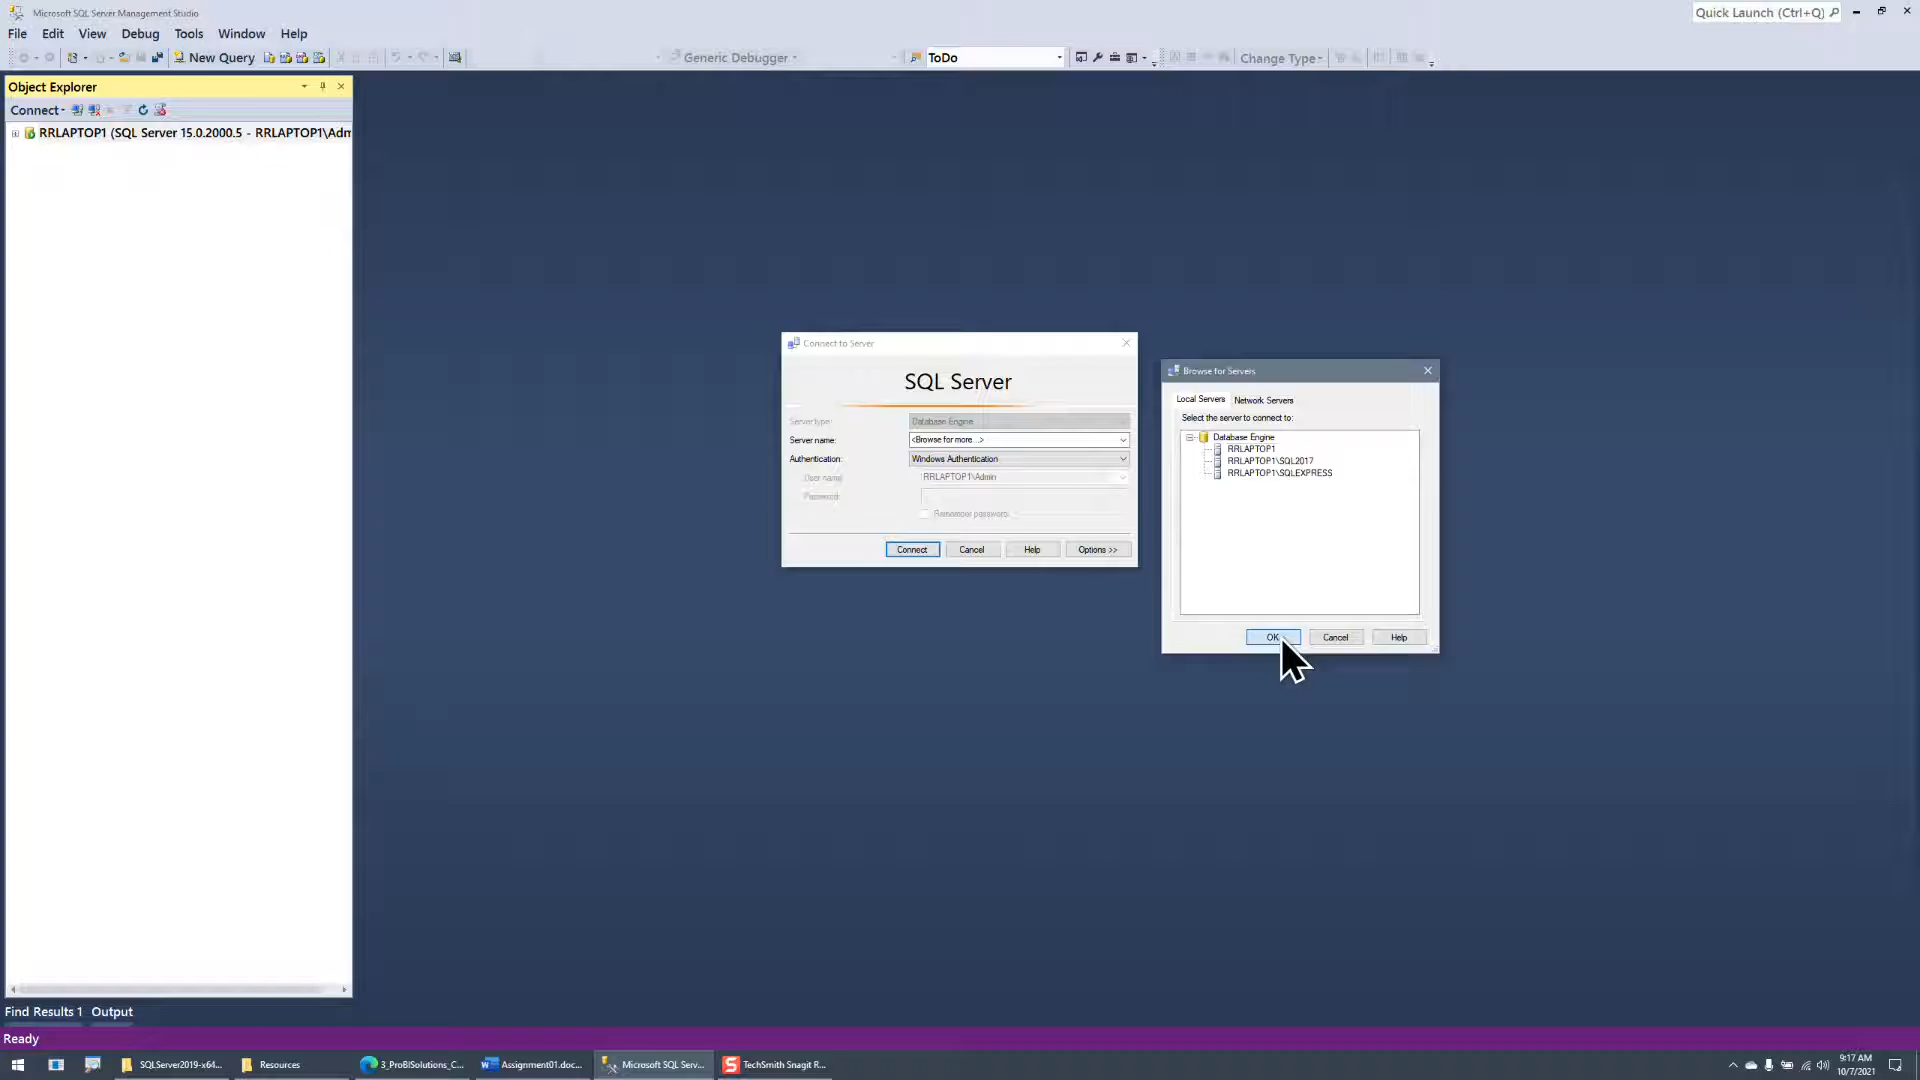 Microsoft SQL Server Management Studio
Quick Launch (Ctrl+Q)
File Edit View Debug Tools Window Help
New Query
Generic Debugger
ToDo
Change Type
Object Explorer
Connect
RRLAPTOP1 (SQL Server 15.0.2000.5 - RRLAPTOP1\Adm
Connect to Server
SQL Server
Server type: Database Engine
Server name: <Browse for more...>
Authentication: Windows Authentication
User name: RRLAPTOP1\Admin
Password:
Remember password
Connect Cancel Help Options >>
Browse for Servers
Local Servers Network Servers
Select the server to connect to:
Database Engine
RRLAPTOP1
RRLAPTOP1\SQL2017
RRLAPTOP1\SQLEXPRESS
OK Cancel Help
Find Results 1 Output
Ready
SQLServer2019-x64... Resources 3_ProBISolutions_C... Assignment01.doc... Microsoft SQL Serv... TechSmith Snagit R...
9:17 AM
10/7/2021